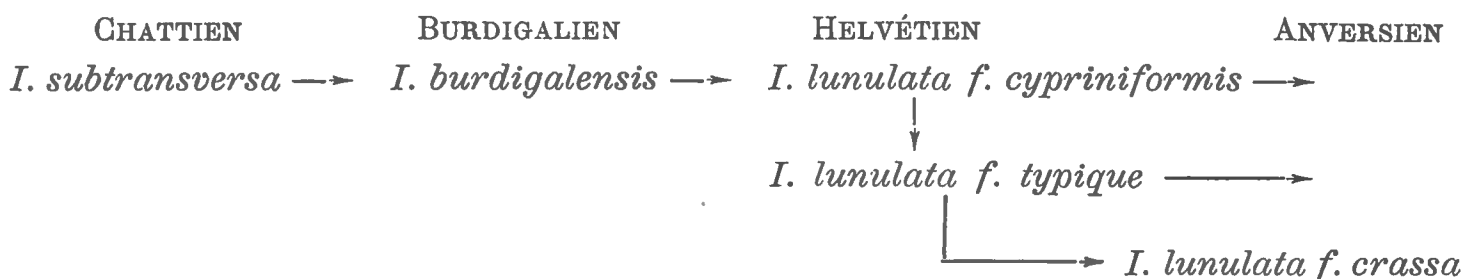 CHATTIEN BURDIGALIEN HELVÉTIEN ANVERSIEN
I. subtransversa → I. burdigalensis → I. lunulata f. cypriniformis →
I. lunulata f. typique →
I. lunulata f. crassa